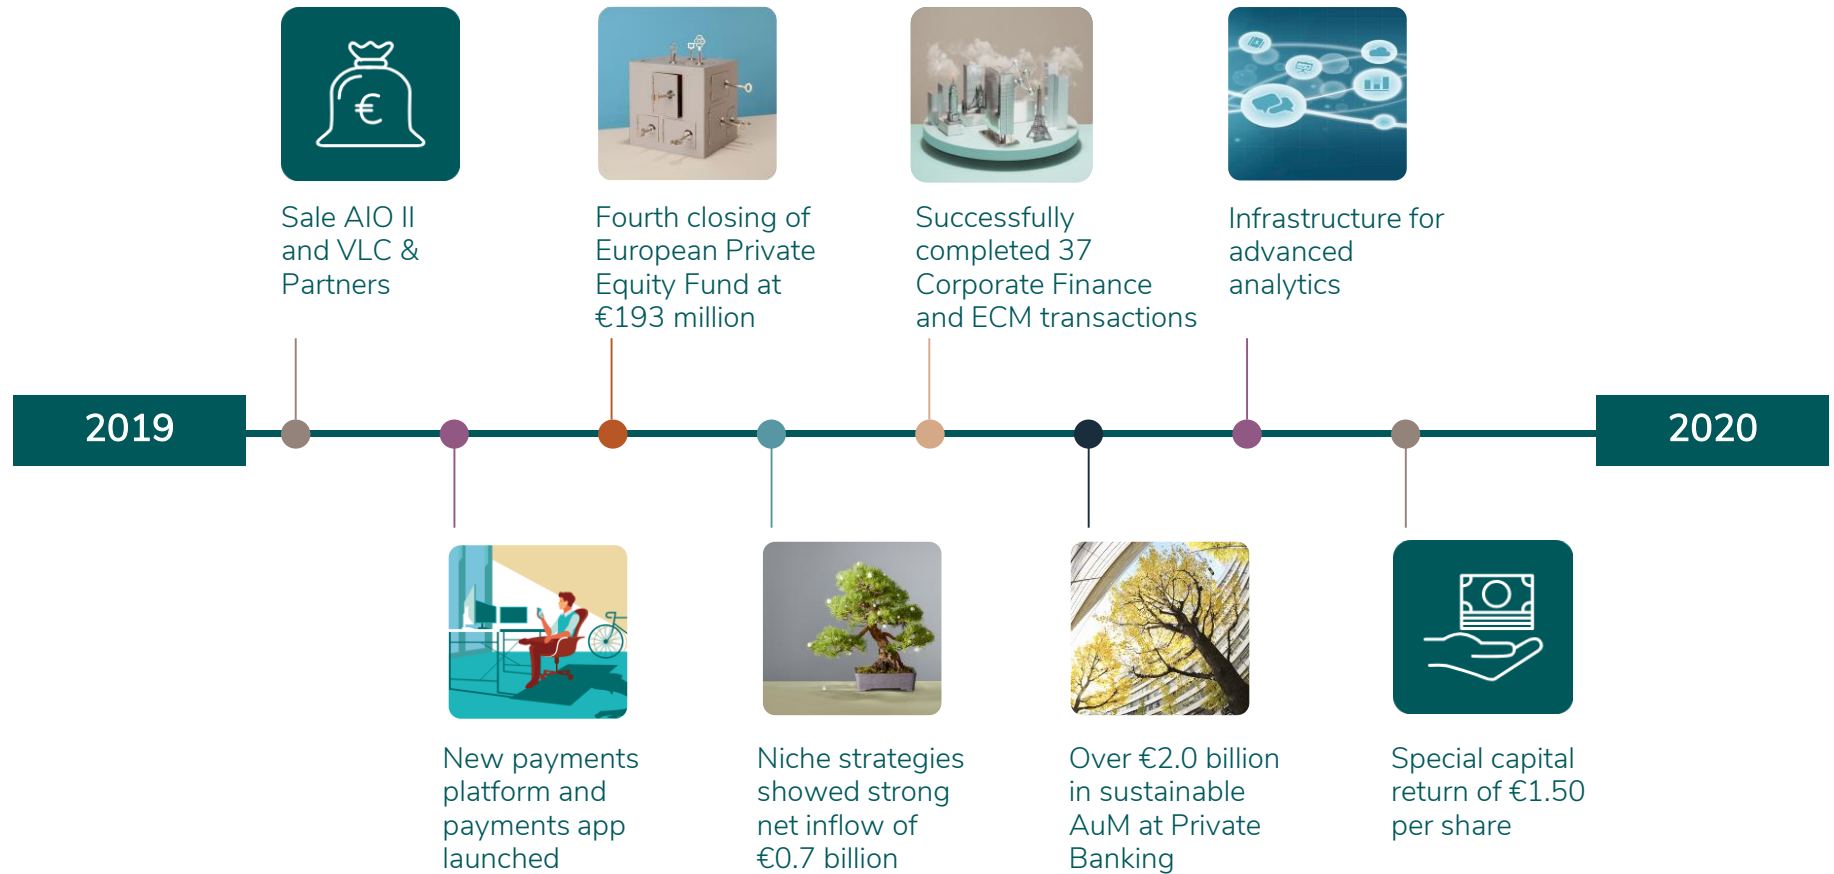 Sale AIO II
and VLC &
Partners
Fourth closing of
European Private
Equity Fund at
€193 million
Successfully
completed 37
Corporate Finance
and ECM transactions
Infrastructure for
advanced
analytics
2019
2020
New payments
platform and
payments app
launched
Niche strategies
showed strong
net inflow of
€0.7 billion
Over €2.0 billion
in sustainable
AuM at Private
Banking
Special capital
return of €1.50
per share